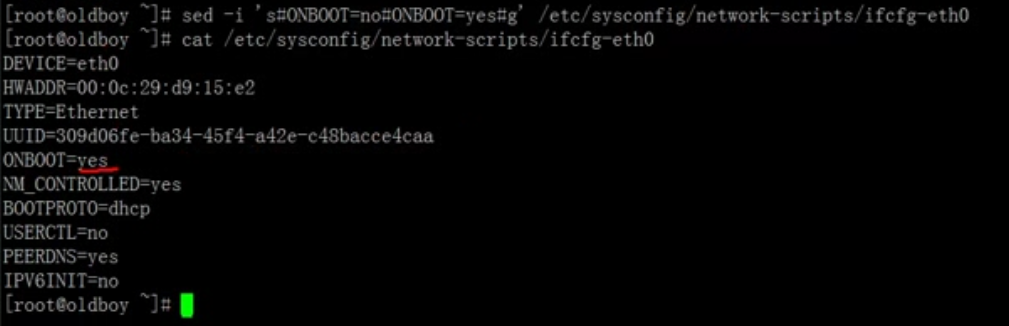 [root@oldboy ~]# sed -i 's#ONBOOT=no#ONBOOT=yes#g' /etc/sysconfig/network-scripts/ifcfg-eth0
[root@oldboy ~]# cat /etc/sysconfig/network-scripts/ifcfg-eth0
DEVICE=eth0
HWADDR=00:0c:29:d9:15:e2
TYPE=Ethernet
UUID=309d06fe-ba34-45f4-a42e-c48bacce4caa
ONBOOT=yes
NM_CONTROLLED=yes
BOOTPROTO=dhcp
USERCTL=no
PEERDNS=yes
IPV6INIT=no
[root@oldboy ~]#